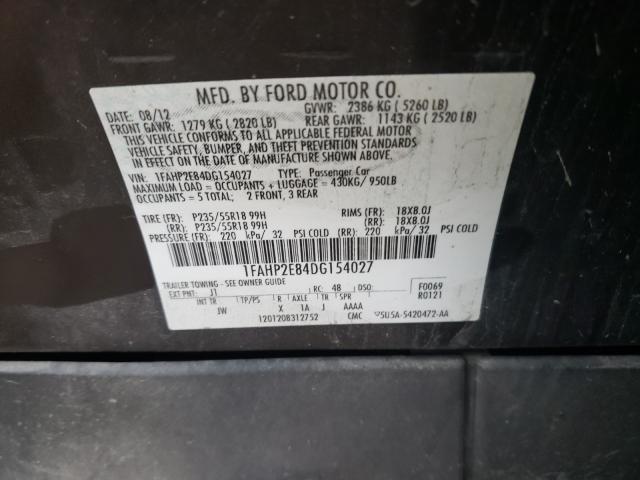 MFD. BY FORD MOTOR CO.
DATE: 08/12 GVWR: 2386 KG ( 5260 LB)
FRONT GAWR: 1279 KG ( 2820 LB) REAR GAWR: 1143 KG ( 2520 LB)
THIS VEHICLE CONFORMS TO ALL APPLICABLE FEDERAL MOTOR
VEHICLE SAFETY, BUMPER, AND THEFT PREVENTION STANDARDS
IN EFFECT ON THE DATE OF MANUFACTURE SHOWN ABOVE.
VIN: 1FAHP2E84DG154027 TYPE: Passenger Car
MAXIMUM LOAD = OCCUPANTS + LUGGAGE = 430KG/ 950LB
OCCUPANTS = 5 TOTAL; 2 FRONT, 3 REAR
TIRE (FR): P235/55R18 99H RIMS (FR): 18X8.0J
(RR): P235/55R18 99H (RR): 18X8.0J
PRESSURE (FR): 220 kPa/ 32 PSI COLD (RR): 220 kPa/ 32 PSI COLD
1FAHP2E84DG154027
TRAILER TOWING - SEE OWNER GUIDE
EXT PNT: J1 RC: 48 DSO: F0069
INT TR TP/PS R AXLE TR SPR R0121
JW X 1A J AAAA
1201208312752 CMC 5U5A-5420472-AA